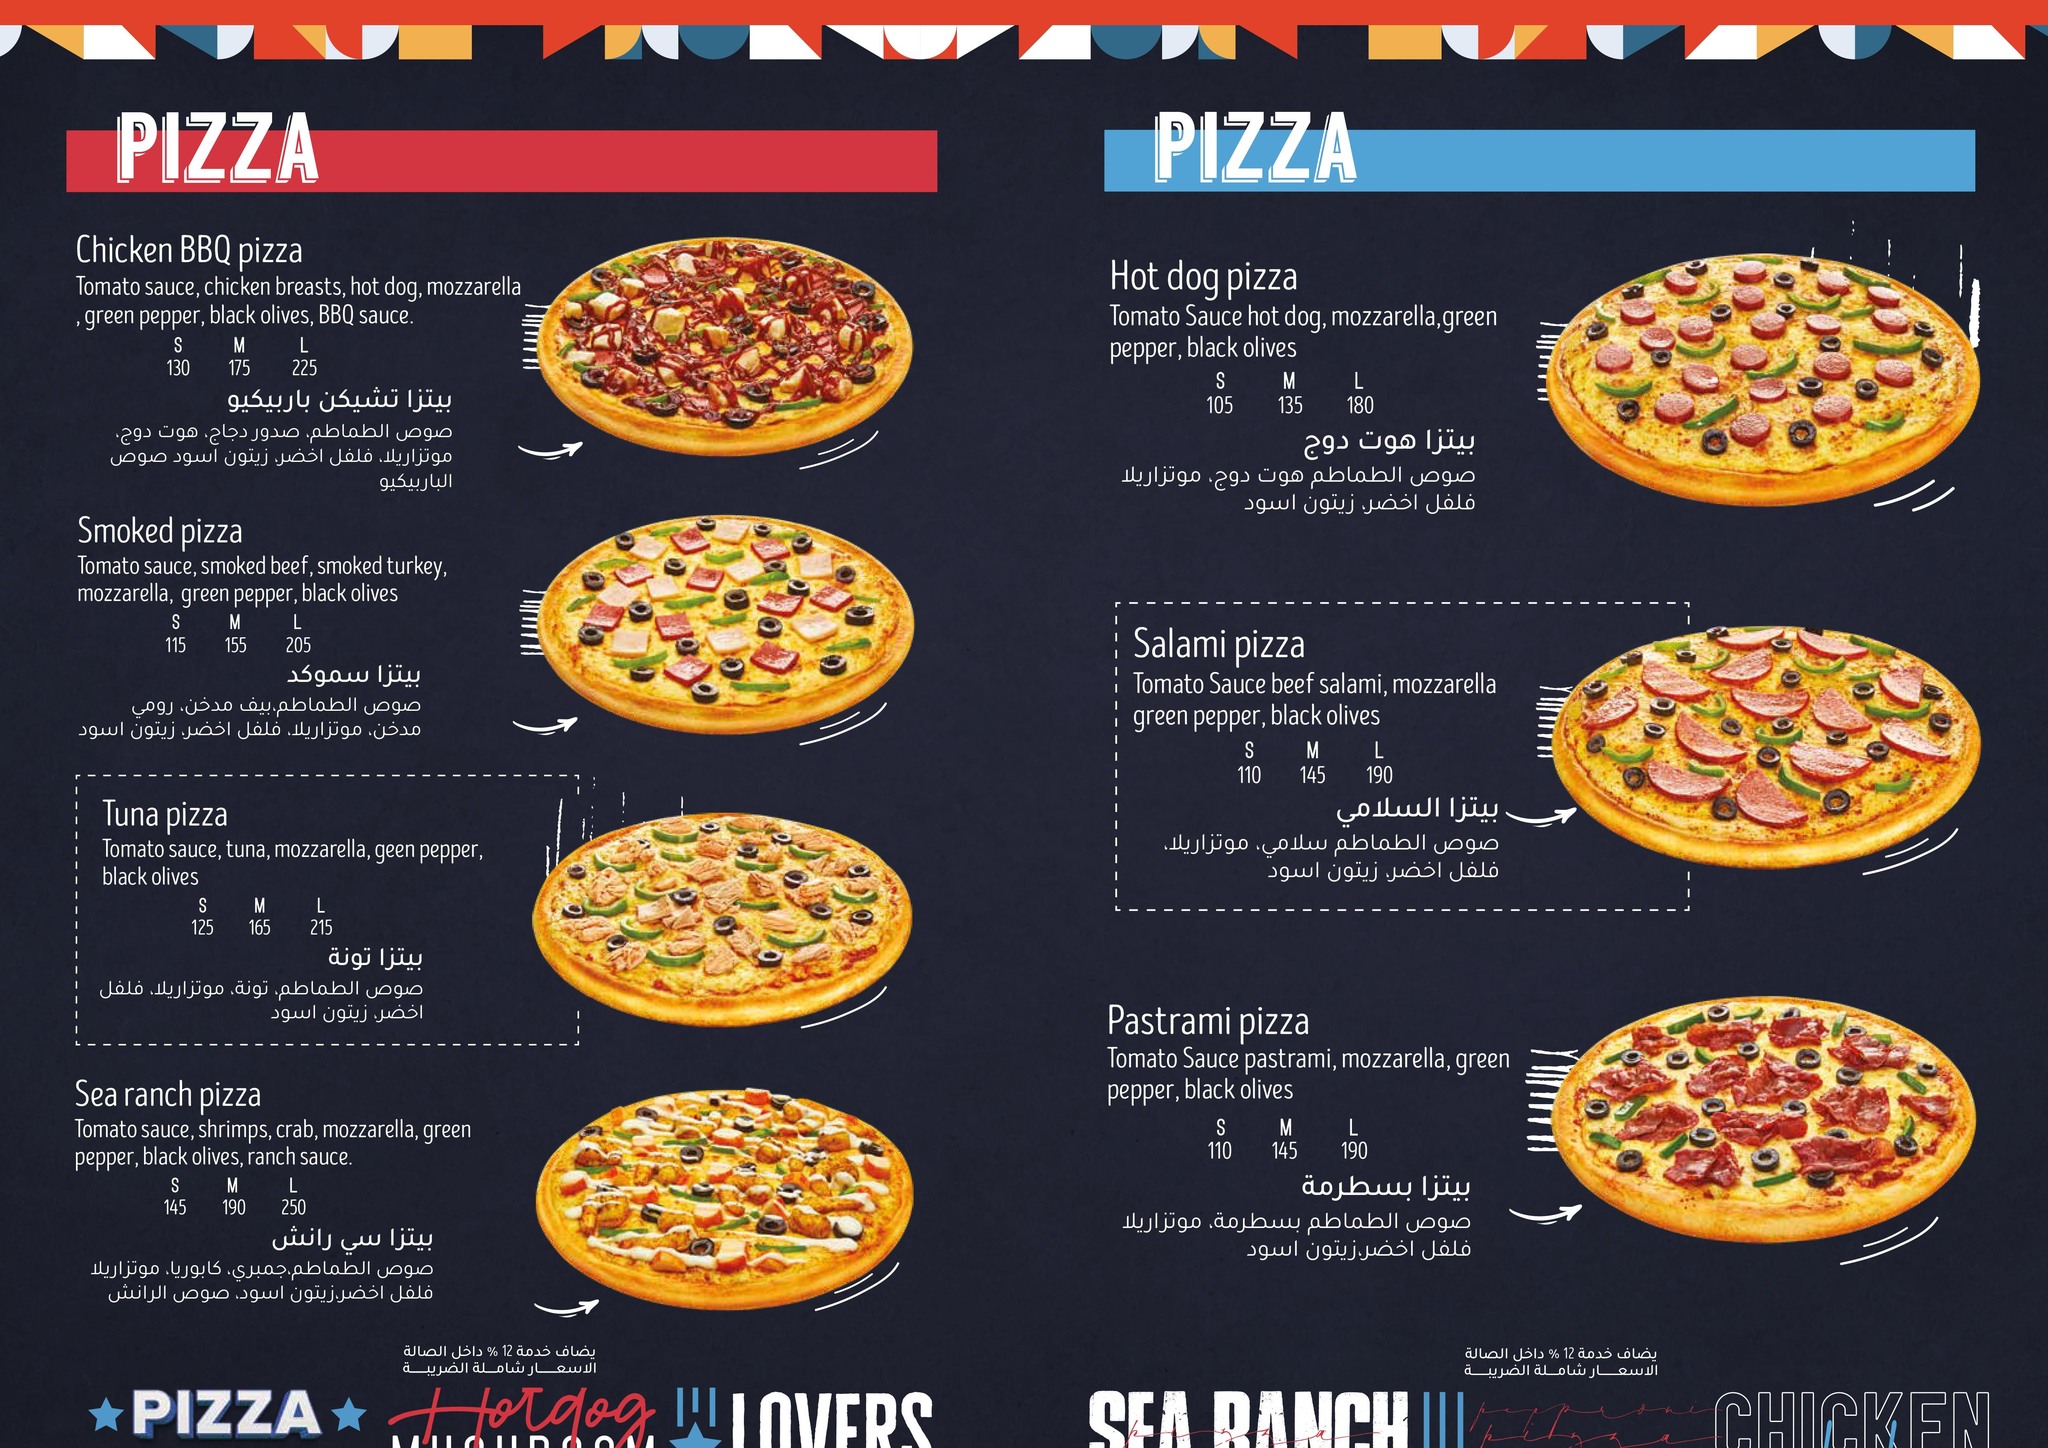 PIZZA
Chicken BBQ pizza
Tomato sauce, chicken breasts, hot dog, mozzarella
, green pepper, black olives, BBQ sauce.
S M L
130 175 225
بيتزا تشيكن باربيكيو
صوص الطماطم، صدور دجاج، هوت دوج،
موتزاريلا، فلفل اخضر، زيتون اسود صوص
الباربيكيو
Smoked pizza
Tomato sauce, smoked beef, smoked turkey,
mozzarella, green pepper, black olives
S M L
115 155 205
بيتزا سموكد
صوص الطماطم،بيف مدخن، رومي
مدخن، موتزاريلا، فلفل اخضر، زيتون اسود
Tuna pizza
Tomato sauce, tuna, mozzarella, geen pepper,
black olives
S M L
125 165 215
بيتزا تونة
صوص الطماطم، تونة، موتزاريلا، فلفل
اخضر، زيتون اسود
Sea ranch pizza
Tomato sauce, shrimps, crab, mozzarella, green
pepper, black olives, ranch sauce.
S M L
145 190 250
بيتزا سي رانش
صوص الطماطم،جمبري، كابوريا، موتزاريلا
فلفل اخضر،زيتون اسود، صوص الرانش
يضاف خدمة 12 % داخل الصالة
الاسعـــــار شامـــلة الضريبـــــة
PIZZA
Hotdog
MUSHROOM
LOVERS
PIZZA
Hot dog pizza
Tomato Sauce hot dog, mozzarella,green
pepper, black olives
S M L
105 135 180
بيتزا هوت دوج
صوص الطماطم هوت دوج، موتزاريلا
فلفل اخضر، زيتون اسود
Salami pizza
Tomato Sauce beef salami, mozzarella
green pepper, black olives
S M L
110 145 190
بيتزا السلامي
صوص الطماطم سلامي، موتزاريلا،
فلفل اخضر، زيتون اسود
Pastrami pizza
Tomato Sauce pastrami, mozzarella, green
pepper, black olives
S M L
110 145 190
بيتزا بسطرمة
صوص الطماطم بسطرمة، موتزاريلا
فلفل اخضر،زيتون اسود
يضاف خدمة 12 % داخل الصالة
الاسعـــــار شامـــلة الضريبـــــة
SEA RANCH
pizza
pepproni
pizza
CHICKEN